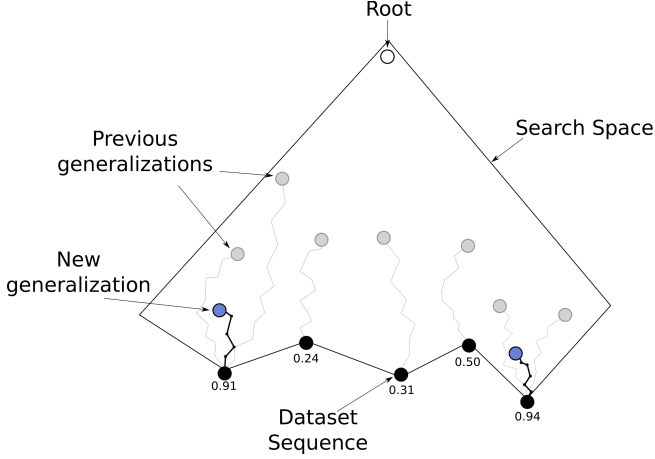 Root
Search Space
Previous
generalizations
New
generalization
0.24
0.50
0.91
0.31
0.94
Dataset
Sequence